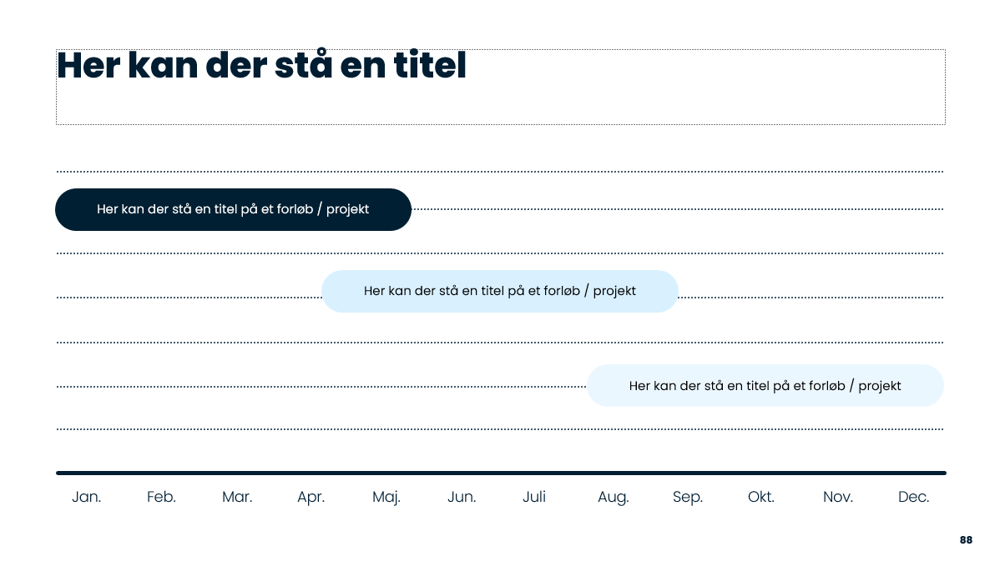 Her kan der stå en titel
Her kan der stå en titel på et forløb / projekt
Her kan der stå en titel på et forløb / projekt
Her kan der stå en titel på et forløb / projekt
Jan. Feb. Mar. Apr. Maj. Jun. Juli Aug. Sep. Okt. Nov. Dec.
88